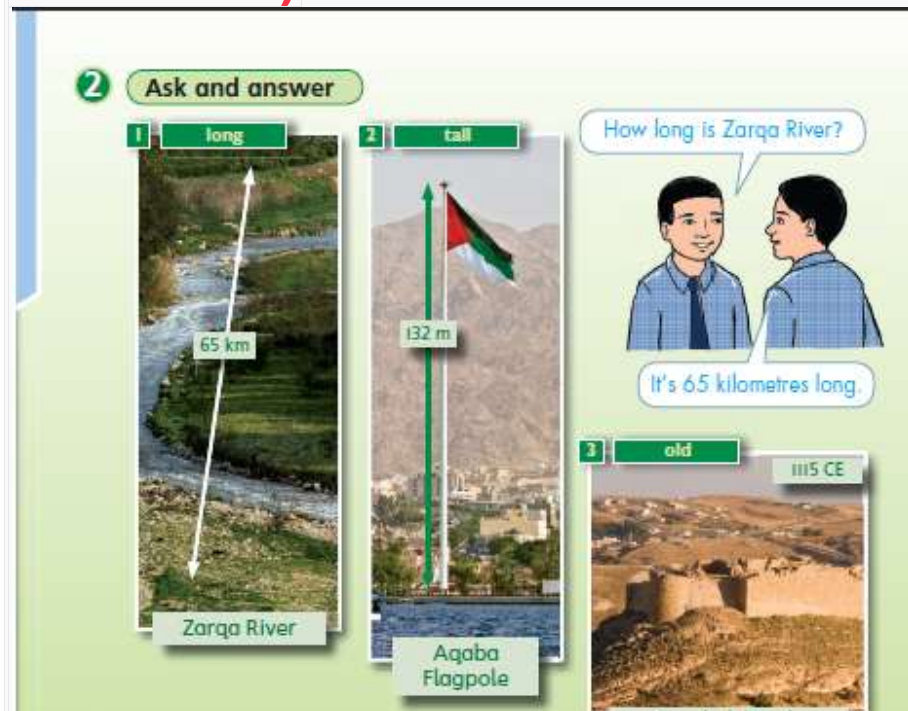 2 Ask and answer
1 long
65 km
Zarqa River
2 tall
132 m
Aqaba
Flagpole
How long is Zarqa River?
It's 65 kilometres long.
3 old
1115 CE